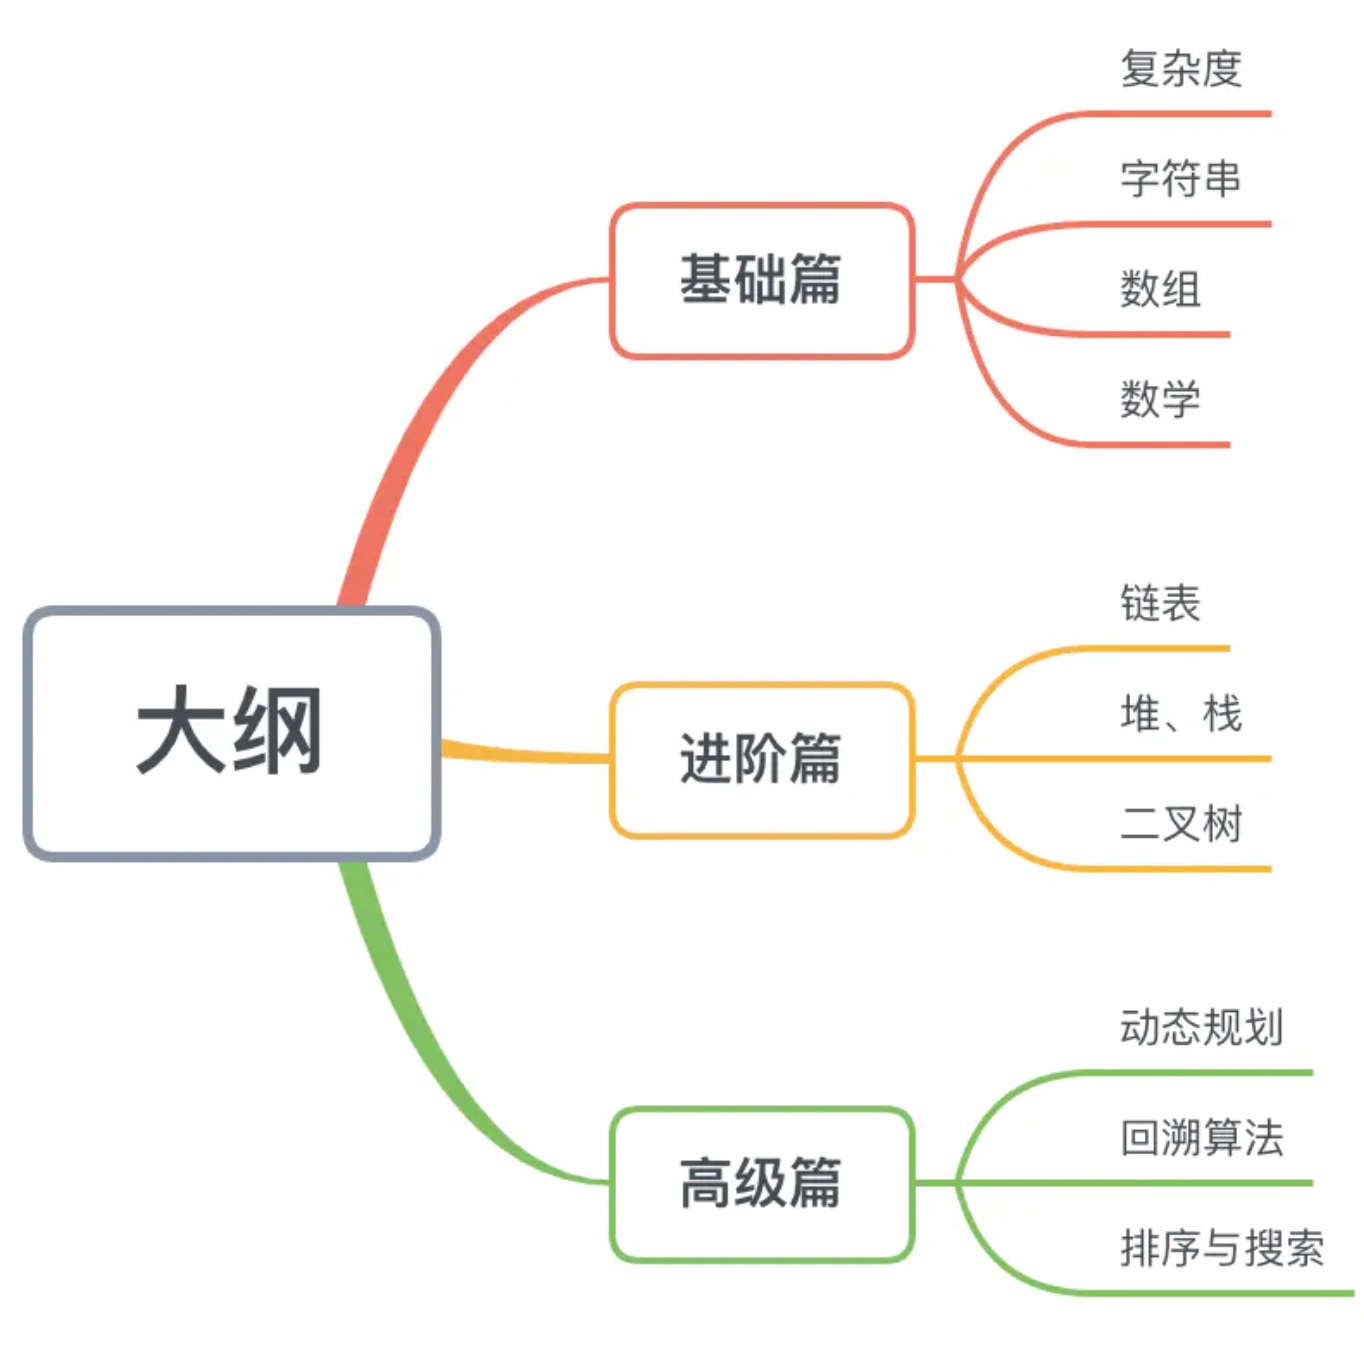 大纲
基础篇
复杂度
字符串
数组
数学
进阶篇
链表
堆、栈
二叉树
高级篇
动态规划
回溯算法
排序与搜索